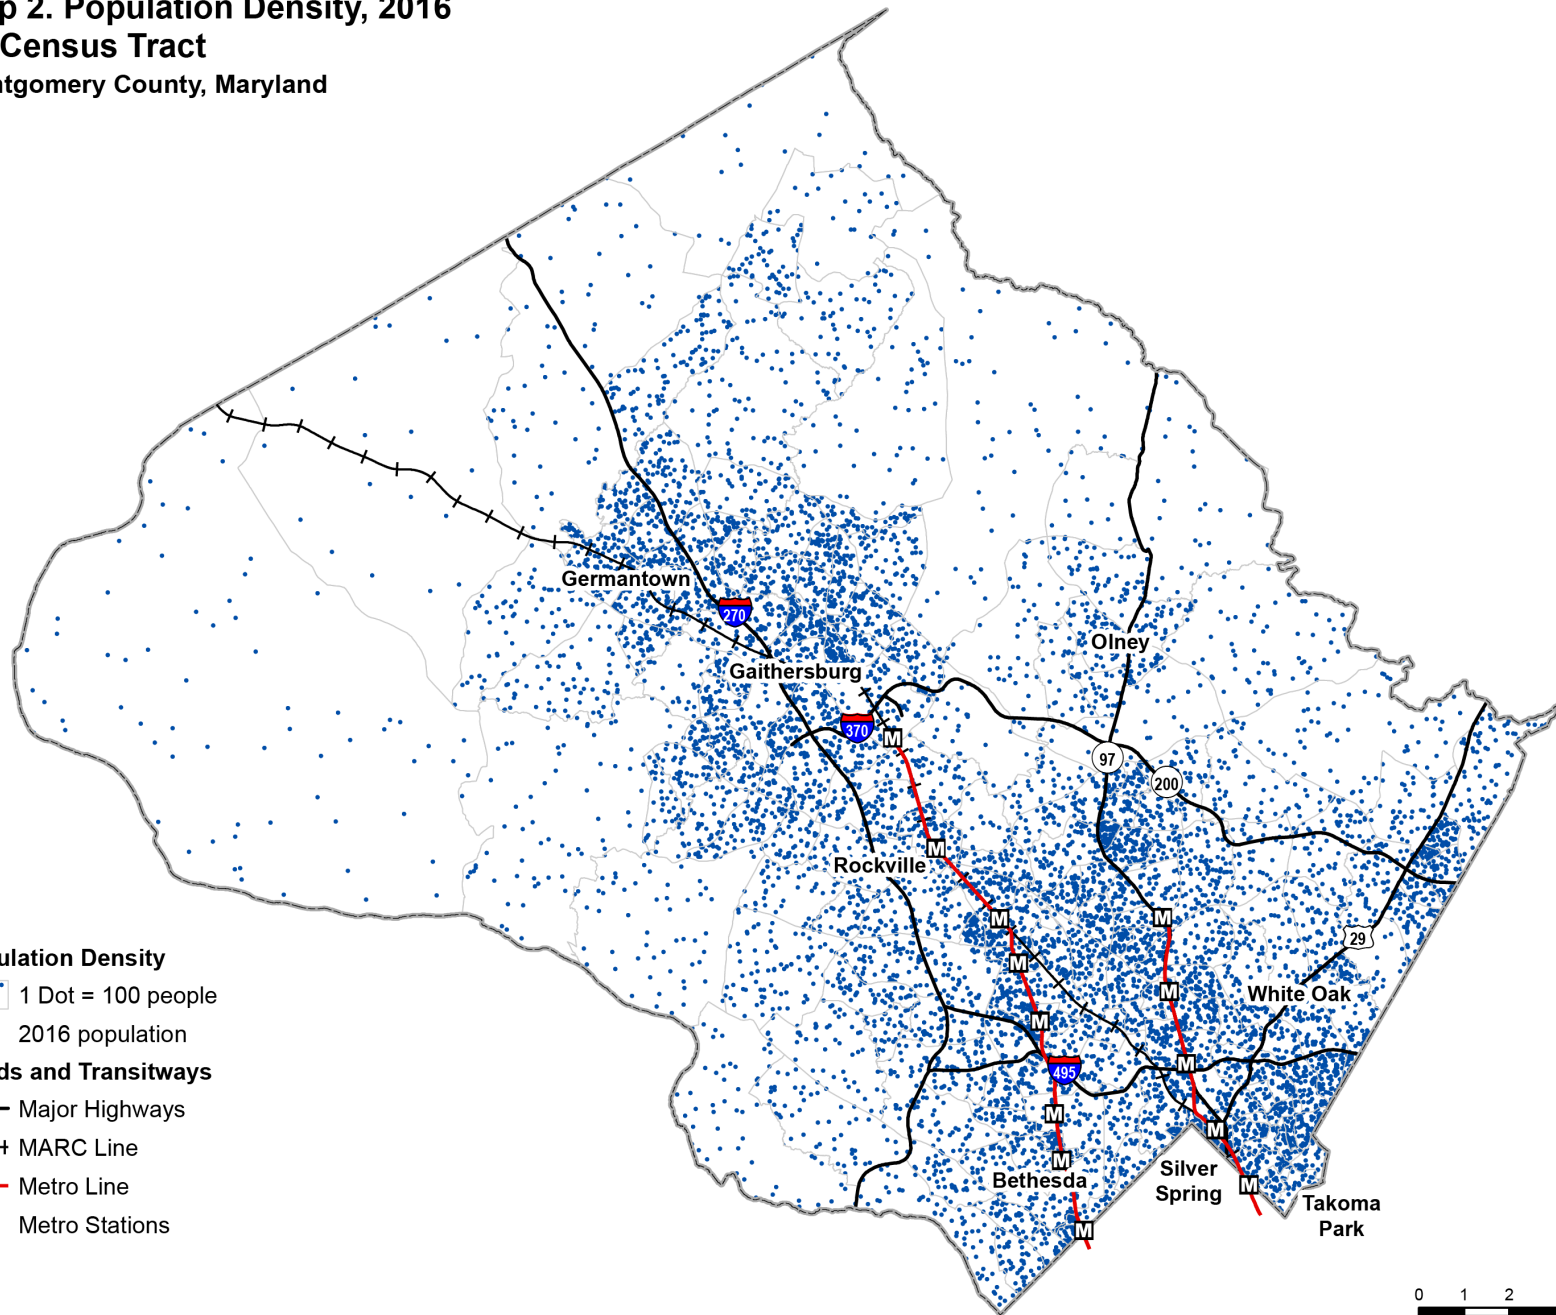 p 2. Population Density, 2016
Census Tract
ntgomery County, Maryland
Germantown
270
Gaithersburg
Olney
370
M
97
200
Rockville
M
M
M
29
M
White Oak
M
M
495
M
M
M
M
Bethesda
Silver
Spring
M
Takoma
Park
M
ulation Density
1 Dot = 100 people
2016 population
ds and Transitways
Major Highways
MARC Line
Metro Line
Metro Stations
0 1 2